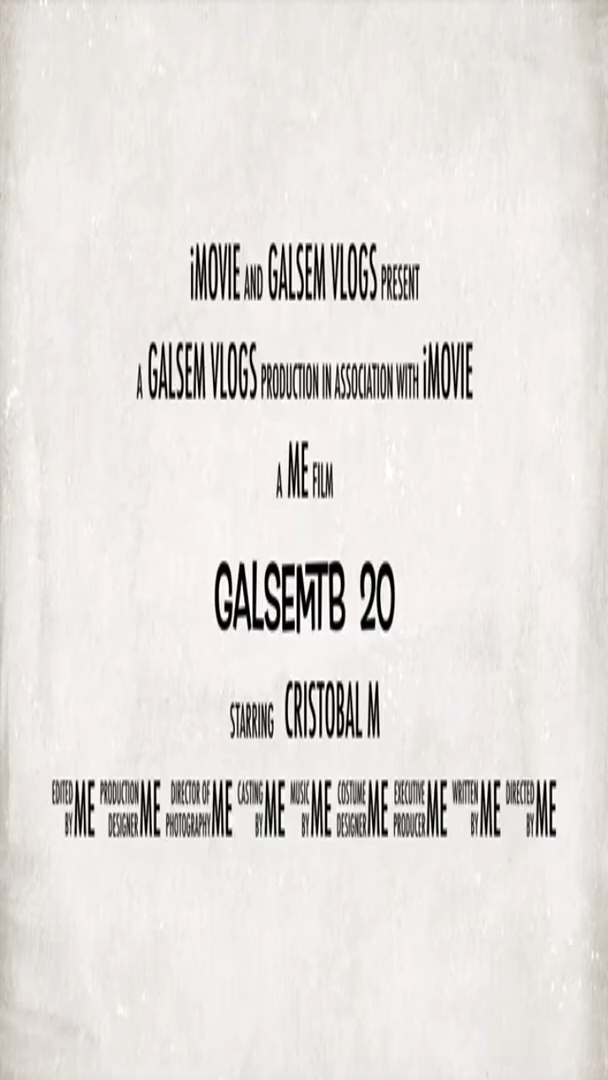 iMOVIE AND GALSEM VLOGS PRESENT
A GALSEM VLOGS PRODUCTION IN ASSOCIATION WITH iMOVIE
A ME FILM
GALSEMTB 20
STARRING CRISTOBAL M
EDITED BY ME PRODUCTION DESIGNER ME DIRECTOR OF PHOTOGRAPHY ME CASTING BY ME MUSIC BY ME COSTUME DESIGNER ME EXECUTIVE PRODUCER ME WRITTEN BY ME DIRECTED BY ME